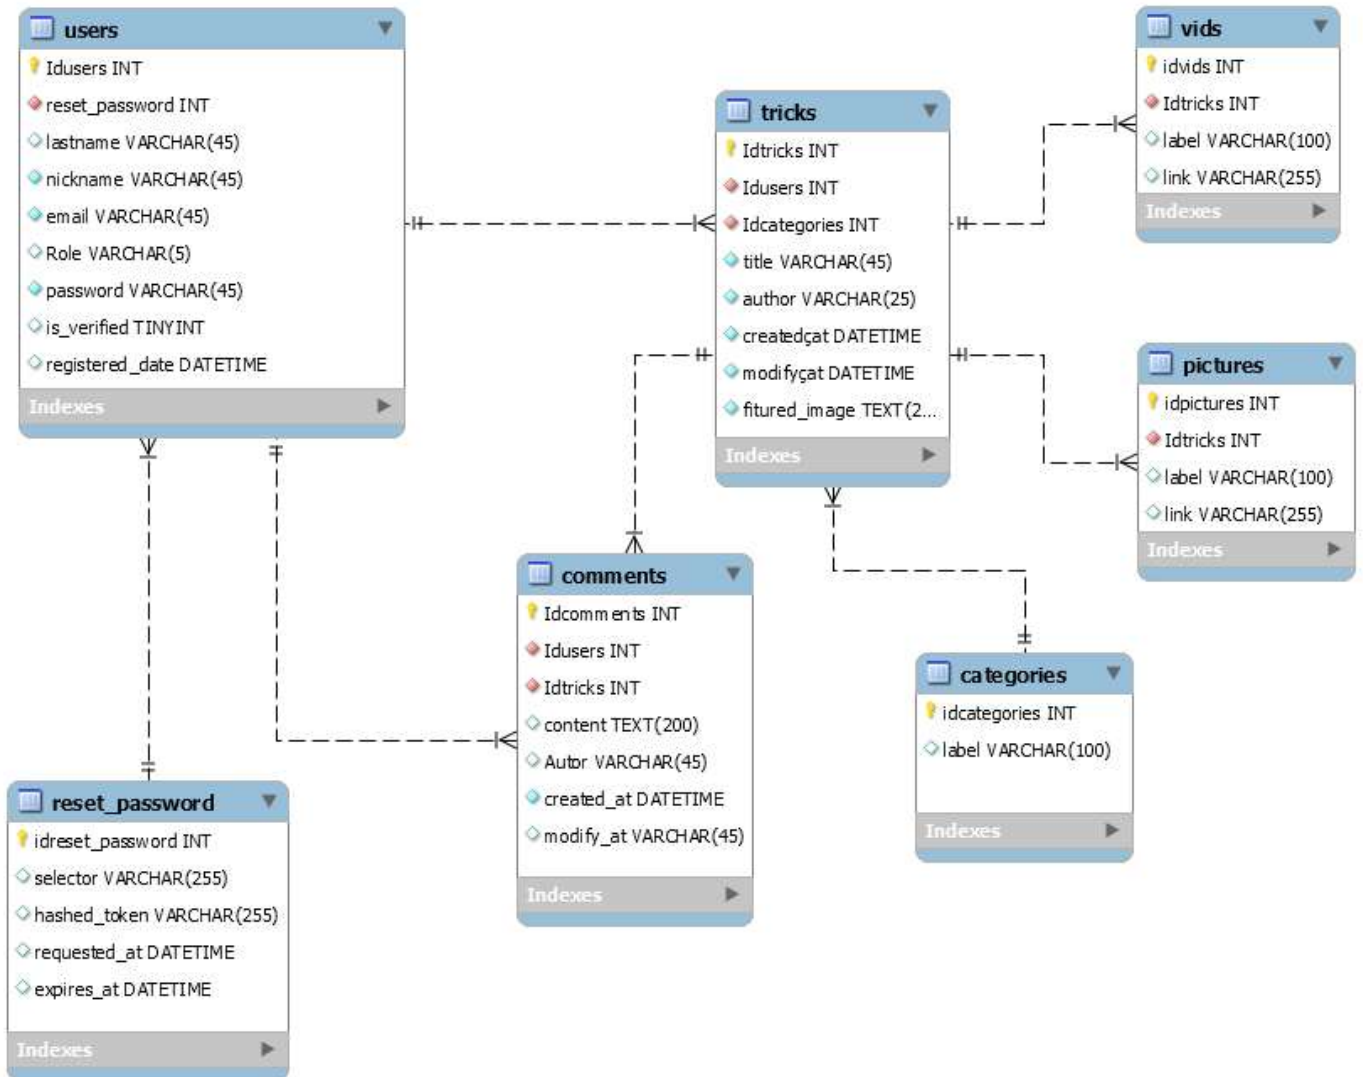 users
Idusers INT
reset_password INT
lastname VARCHAR(45)
nickname VARCHAR(45)
email VARCHAR(45)
Role VARCHAR(5)
password VARCHAR(45)
is_verified TINYINT
registered_date DATETIME
Indexes
tricks
Idtricks INT
Idusers INT
Idcategories INT
title VARCHAR(45)
author VARCHAR(25)
createdçat DATETIME
modifyçat DATETIME
fitured_image TEXT(2...
Indexes
vids
idvids INT
Idtricks INT
label VARCHAR(100)
link VARCHAR(255)
Indexes
pictures
idpictures INT
Idtricks INT
label VARCHAR(100)
link VARCHAR(255)
Indexes
comments
Idcomments INT
Idusers INT
Idtricks INT
content TEXT(200)
Autor VARCHAR(45)
created_at DATETIME
modify_at VARCHAR(45)
Indexes
categories
idcategories INT
label VARCHAR(100)
Indexes
reset_password
idreset_password INT
selector VARCHAR(255)
hashed_token VARCHAR(255)
requested_at DATETIME
expires_at DATETIME
Indexes